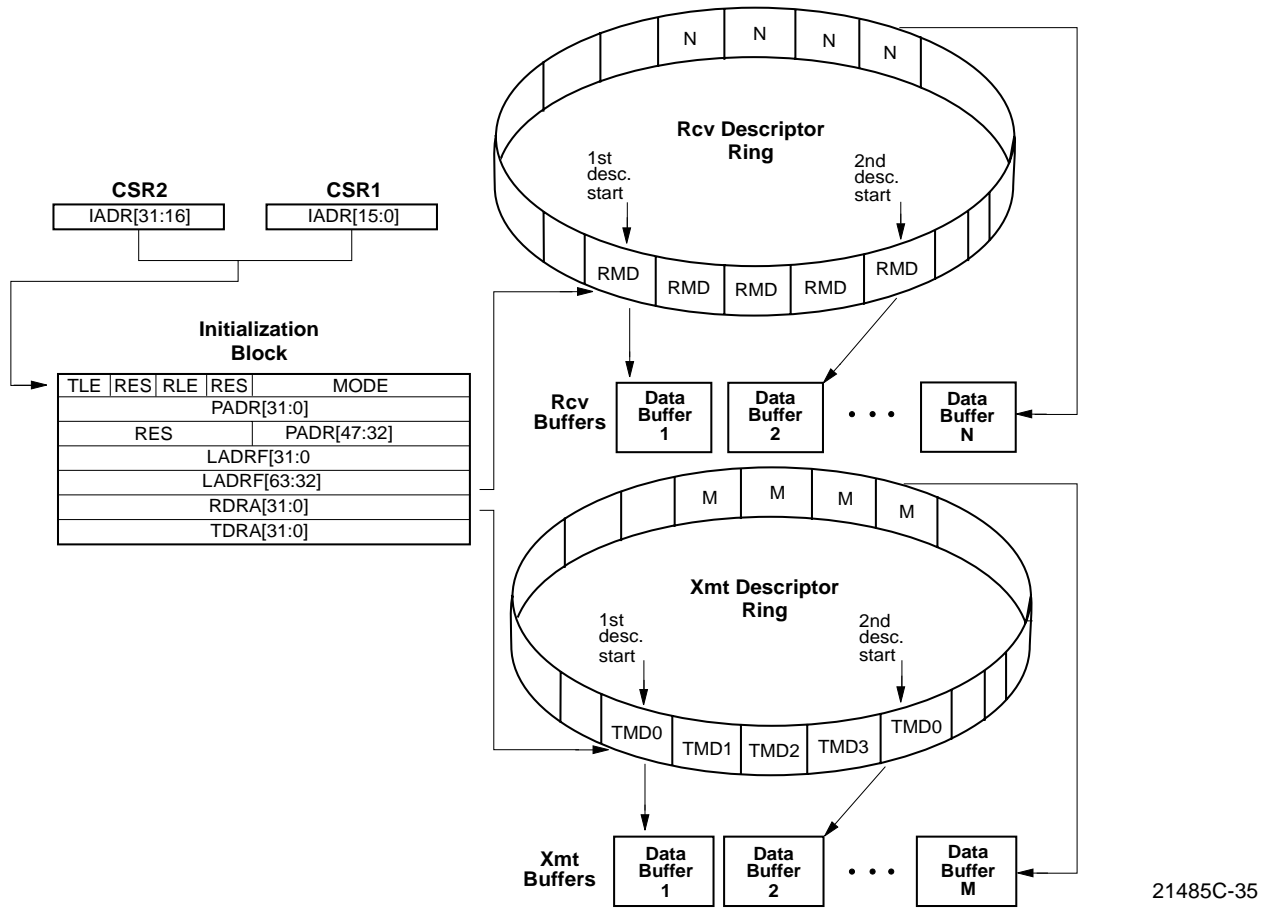 N N N N
Rcv Descriptor
Ring
1st
desc.
start
2nd
desc.
start
RMD RMD RMD RMD RMD
CSR2 CSR1
IADR[31:16] IADR[15:0]
Initialization
Block
TLE RES RLE RES MODE
PADR[31:0]
RES PADR[47:32]
LADRF[31:0
LADRF[63:32]
RDRA[31:0]
TDRA[31:0]
Rcv
Buffers
Data
Buffer
1
Data
Buffer
2
• • •
Data
Buffer
N
M M M M
Xmt Descriptor
Ring
1st
desc.
start
2nd
desc.
start
TMD0 TMD1 TMD2 TMD3 TMD0
Xmt
Buffers
Data
Buffer
1
Data
Buffer
2
• • •
Data
Buffer
M
21485C-35